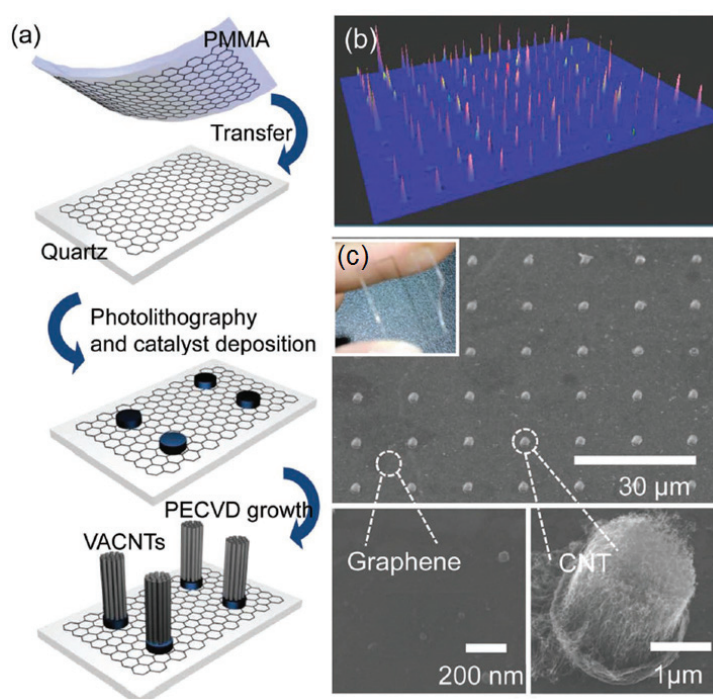 (a)
PMMA
Transfer
Quartz
Photolithography
and catalyst deposition
PECVD growth
VACNTs
(b)
(c)
30 µm
Graphene
200 nm
CNT
1µm